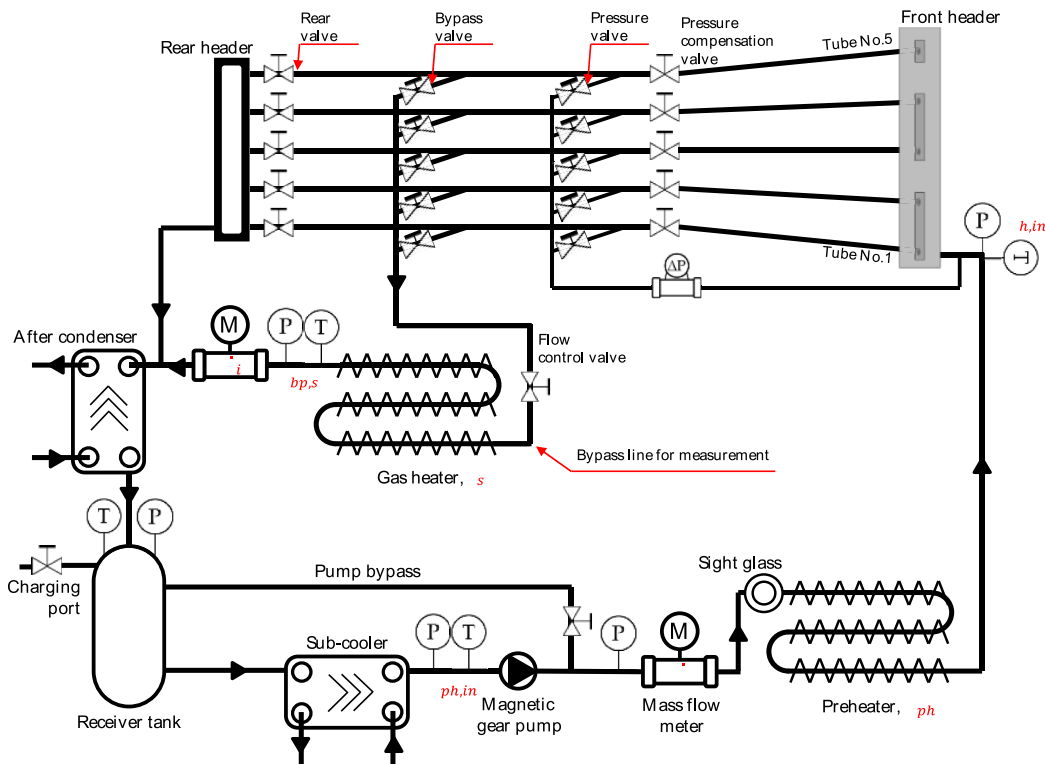 Rear
valve
Bypass
valve
Pressure
valve
Pressure
compensation
valve
Front header
Rear header
Tube No.5
Tube No.1
P
h,in
T
ΔP
After condenser
M
i
P
T
bp,s
Flow
control valve
Bypass line for measurement
Gas heater, s
T
P
Charging
port
Pump bypass
Sight glass
Sub-cooler
P
T
ph,in
P
M
Magnetic
gear pump
Mass flow
meter
Preheater, ph
Receiver tank